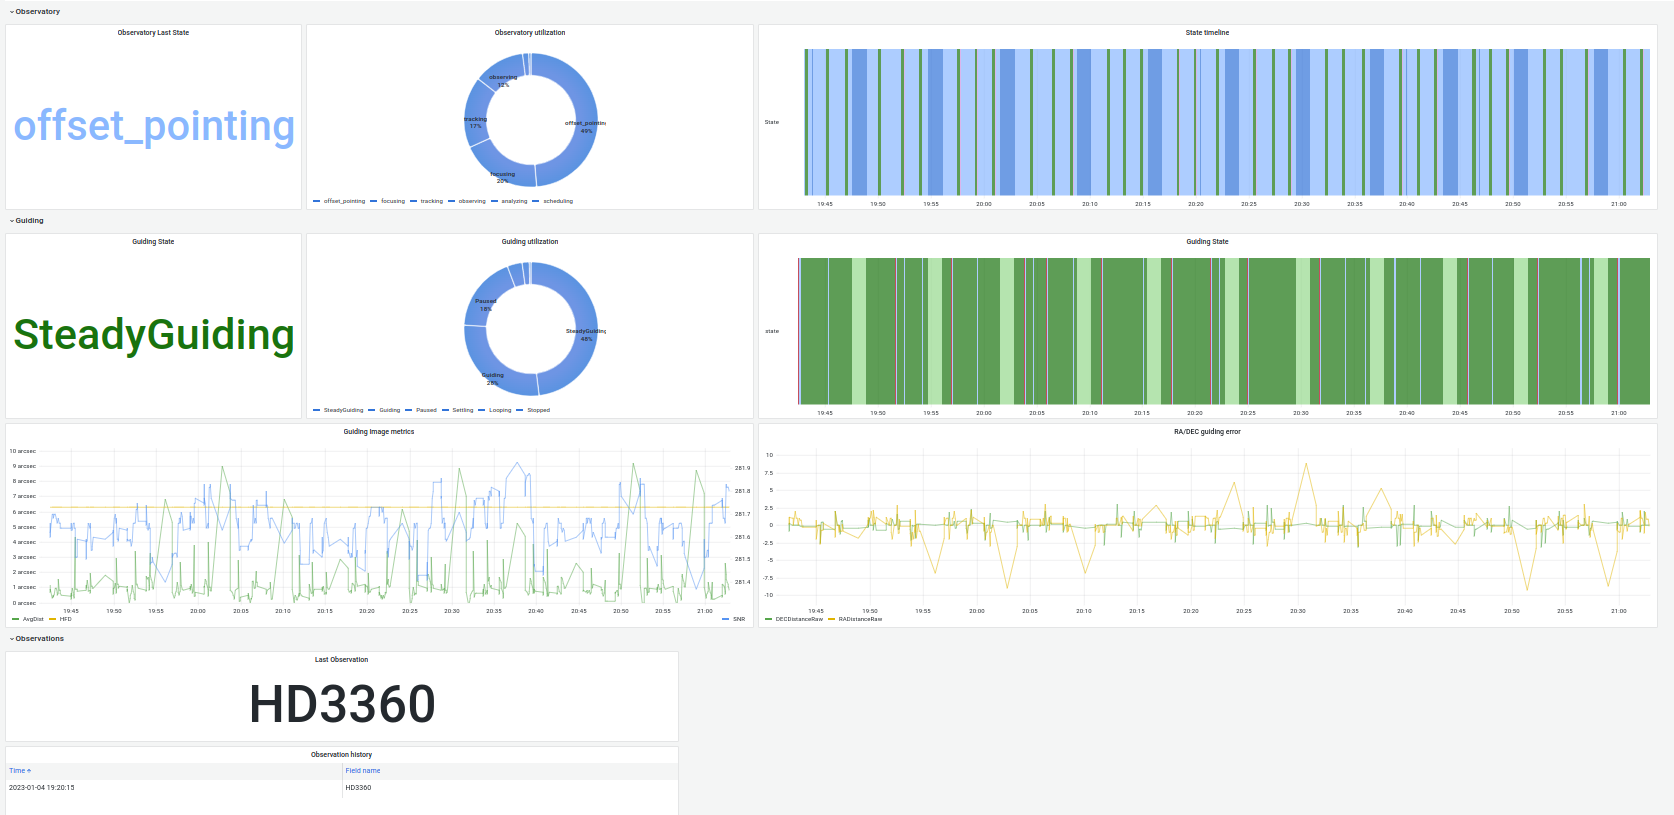 Observatory
Observatory Last State
offset_pointing
Observatory utilization
observing
12%
tracking
17%
offset_pointing
49%
focusing
20%
offset_pointing focusing tracking observing analyzing scheduling
State timeline
State
19:45 19:50 19:55 20:00 20:05 20:10 20:15 20:20 20:25 20:30 20:35 20:40 20:45 20:50 20:55 21:00
Guiding
Guiding State
SteadyGuiding
Guiding utilization
Paused
18%
SteadyGuiding
48%
Guiding
28%
SteadyGuiding Guiding Paused Settling Looping Stopped
Guiding State
state
19:45 19:50 19:55 20:00 20:05 20:10 20:15 20:20 20:25 20:30 20:35 20:40 20:45 20:50 20:55 21:00
Guiding image metrics
10 arcsec
9 arcsec
8 arcsec
7 arcsec
6 arcsec
5 arcsec
4 arcsec
3 arcsec
2 arcsec
1 arcsec
0 arcsec
281.9
281.8
281.7
281.6
281.5
281.4
19:45 19:50 19:55 20:00 20:05 20:10 20:15 20:20 20:25 20:30 20:35 20:40 20:45 20:50 20:55 21:00
AvgDist HFD SNR
RA/DEC guiding error
10
7.5
5
2.5
0
-2.5
-5
-7.5
-10
19:45 19:50 19:55 20:00 20:05 20:10 20:15 20:20 20:25 20:30 20:35 20:40 20:45 20:50 20:55 21:00
DECDistanceRaw RADistanceRaw
Observations
Last Observation
HD3360
Observation history
Time Field name
2023-01-04 19:20:15 HD3360